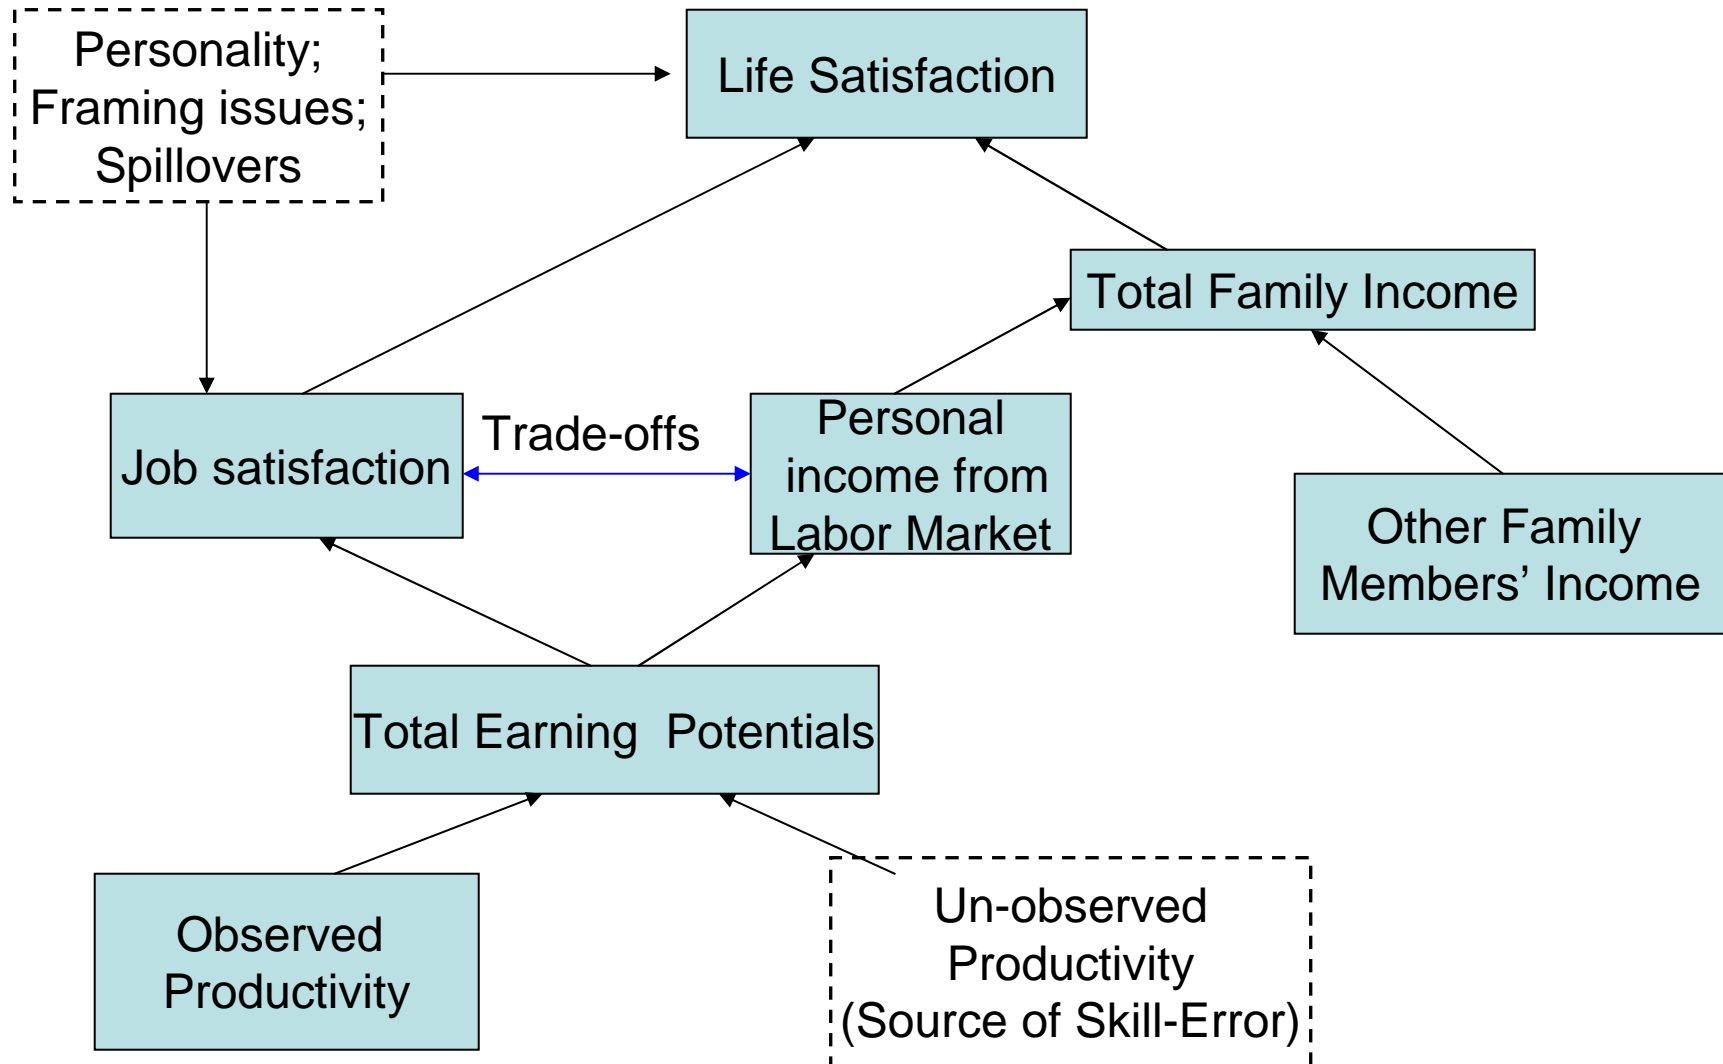 Personality;
Framing issues;
Spillovers
Life Satisfaction
Total Family Income
Job satisfaction
Trade-offs
Personal
income from
Labor Market
Other Family
Members’ Income
Total Earning Potentials
Observed
Productivity
Un-observed
Productivity
(Source of Skill-Error)